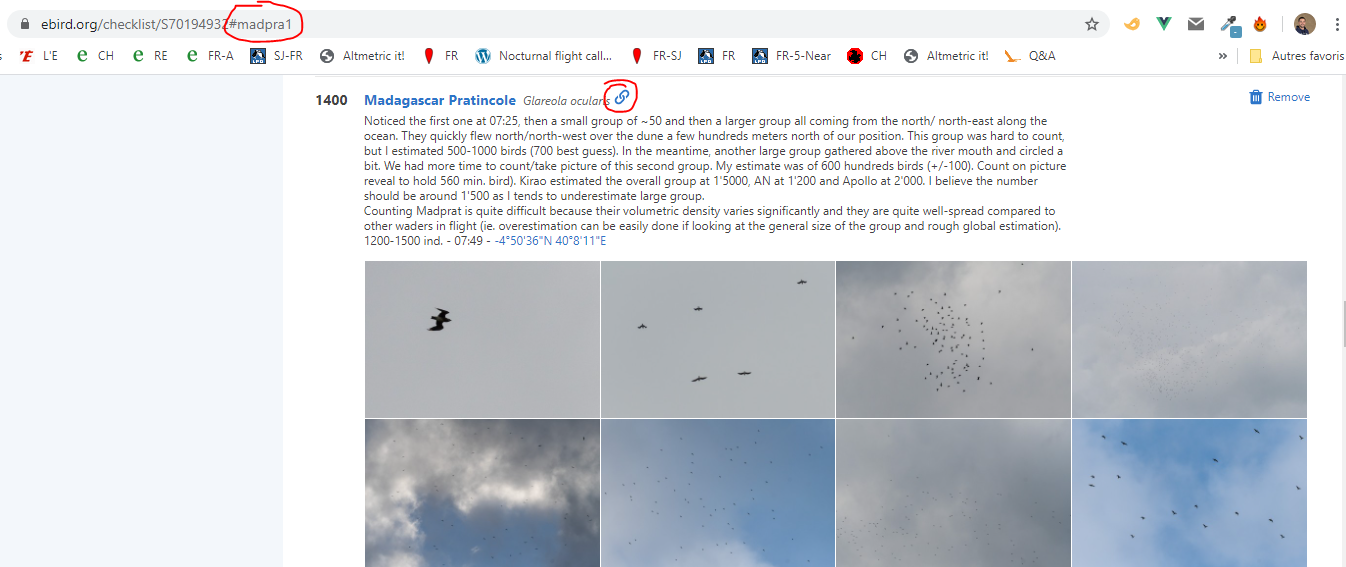 ebird.org/checklist/S70194932#madpra1
L'E CH RE FR-A SJ-FR Altmetric it! FR Nocturnal flight call... FR-SJ FR FR-5-Near CH Altmetric it! Q&A » Autres favoris
1400 Madagascar Pratincole Glareola ocularis Remove
Noticed the first one at 07:25, then a small group of ~50 and then a larger group all coming from the north/ north-east along the
ocean. They quickly flew north/north-west over the dune a few hundreds meters north of our position. This group was hard to count,
but I estimated 500-1000 birds (700 best guess). In the meantime, another large group gathered above the river mouth and circled a
bit. We had more time to count/take picture of this second group. My estimate was of 600 hundreds birds (+/-100). Count on picture
reveal to hold 560 min. bird). Kirao estimated the overall group at 1'5000, AN at 1'200 and Apollo at 2'000. I believe the number
should be around 1'500 as I tends to underestimate large group.
Counting Madprat is quite difficult because their volumetric density varies significantly and they are quite well-spread compared to
other waders in flight (ie. overestimation can be easily done if looking at the general size of the group and rough global estimation).
1200-1500 ind. - 07:49 - -4°50'36"N 40°8'11"E